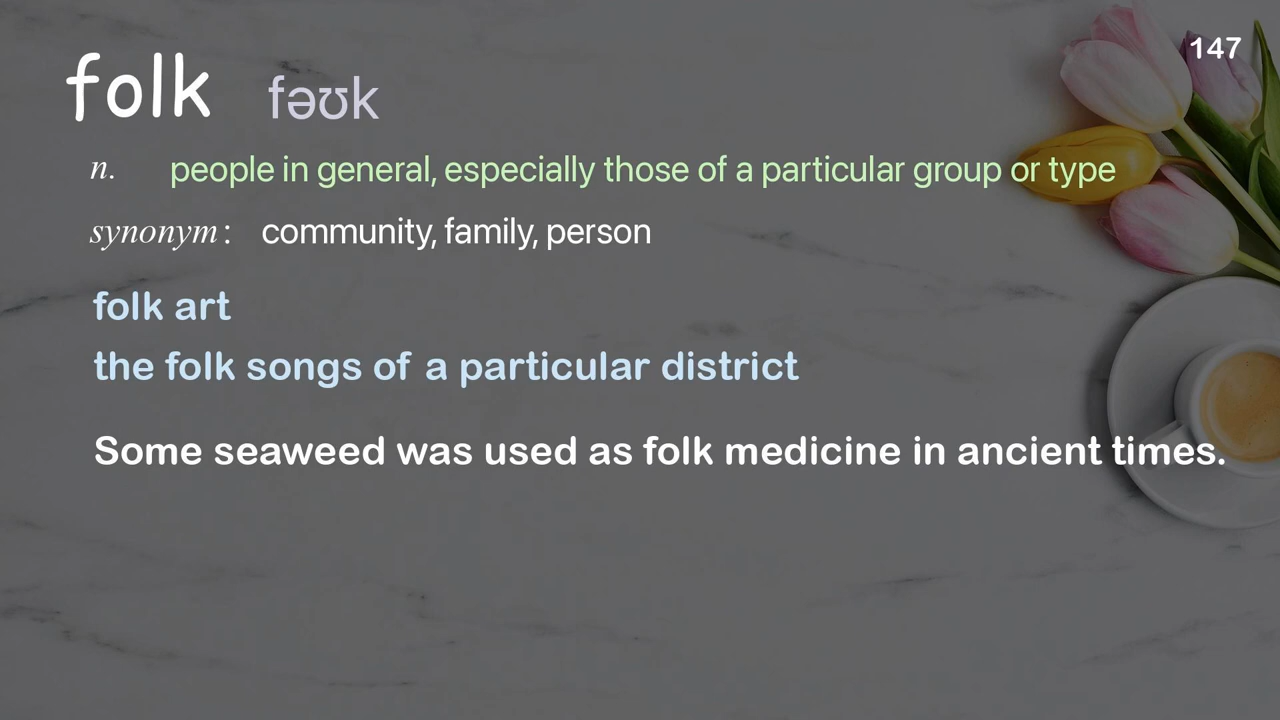 147
folk fəʊk
n. people in general, especially those of a particular group or type
synonym: community, family, person
folk art
the folk songs of a particular district
Some seaweed was used as folk medicine in ancient times.